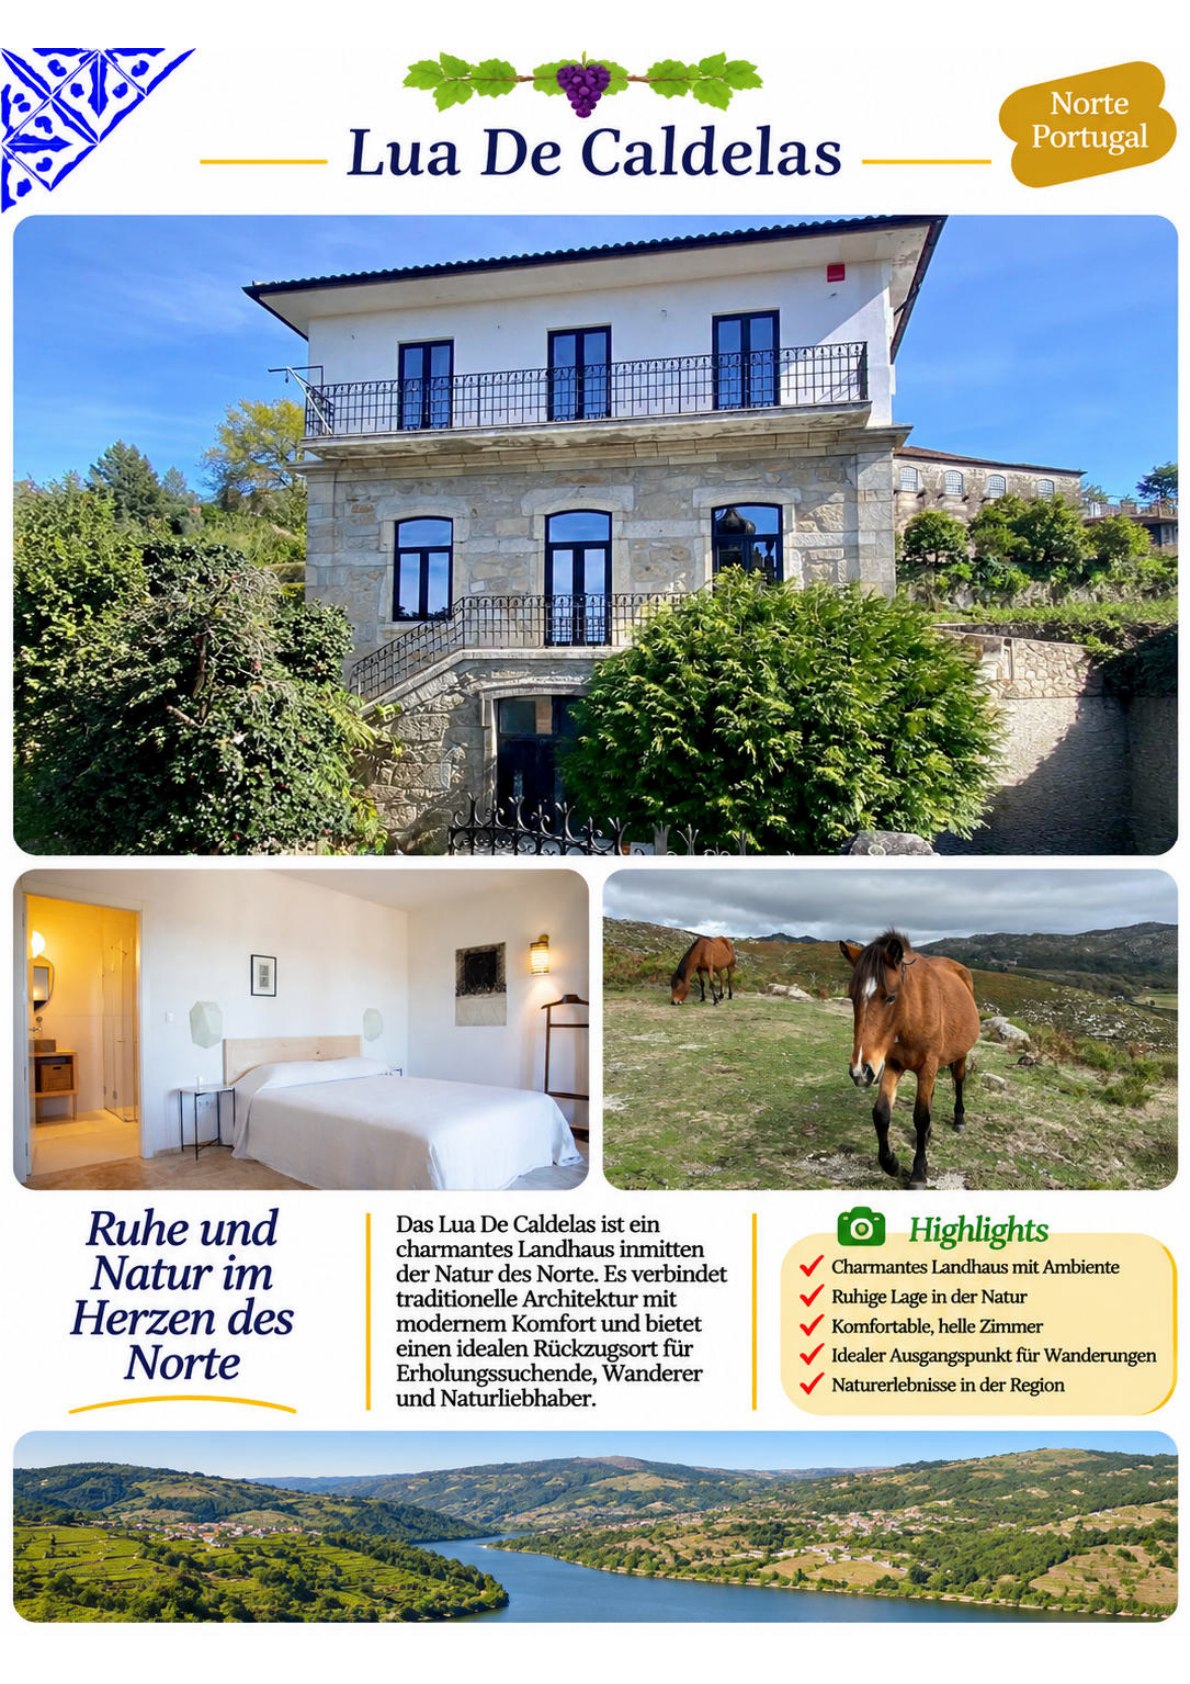 Lua De Caldelas
Norte
Portugal
Ruhe und
Natur im
Herzen des
Norte
Das Lua De Caldelas ist ein
charmantes Landhaus inmitten
der Natur des Norte. Es verbindet
traditionelle Architektur mit
modernem Komfort und bietet
einen idealen Rückzugsort für
Erholungssuchende, Wanderer
und Naturliebhaber.
Highlights
Charmantes Landhaus mit Ambiente
Ruhige Lage in der Natur
Komfortable, helle Zimmer
Idealer Ausgangspunkt für Wanderungen
Naturerlebnisse in der Region